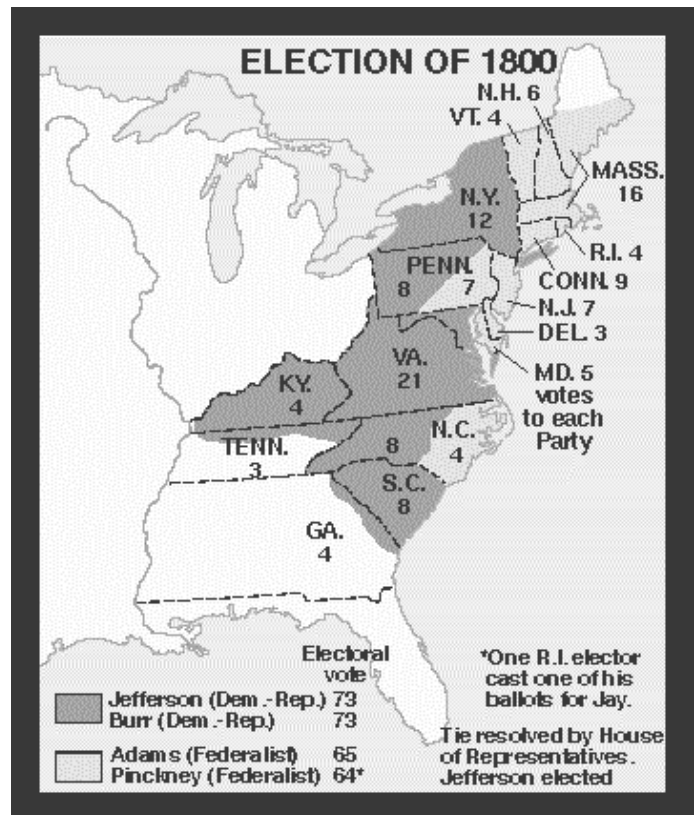 ELECTION OF 1800
N.H. 6
VT. 4
MASS.
16
N.Y.
12
R.I. 4
PENN.
8
7
CONN. 9
N.J. 7
DEL. 3
VA.
21
MD. 5
votes
to each
Party
KY.
4
N.C.
4
8
TENN.
3
S.C.
8
GA.
4
Electoral
vote
Jefferson (Dem.-Rep.) 73
Burr (Dem.-Rep.) 73
Adams (Federalist) 65
Pinckney (Federalist) 64*
*One R.I. elector
cast one of his
ballots for Jay.
Tie resolved by House
of Representatives.
Jefferson elected